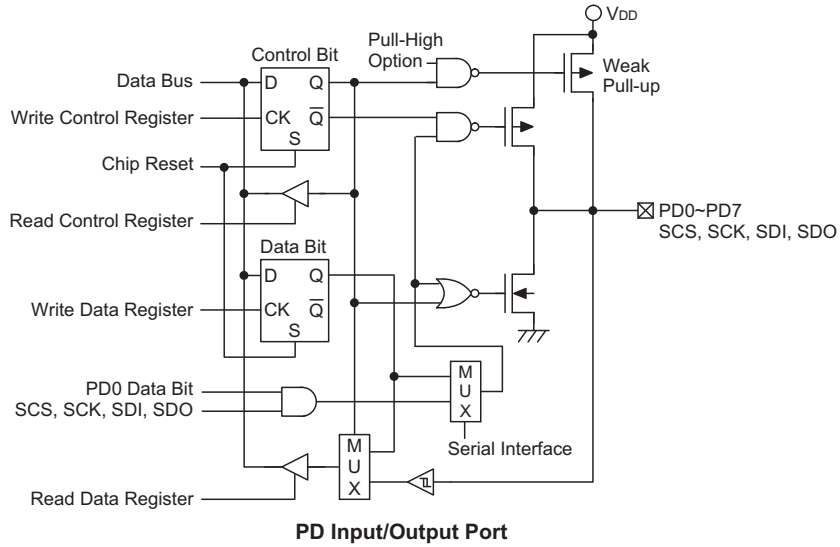 VDD
Pull-High
Option
Control Bit
Weak
Pull-up
Data Bus
D
Q
Write Control Register
CK
Q̅
S
Chip Reset
Read Control Register
PD0~PD7
SCS, SCK, SDI, SDO
Data Bit
D
Q
Write Data Register
CK
Q̅
S
PD0 Data Bit
SCS, SCK, SDI, SDO
M
U
X
Serial Interface
M
U
X
Read Data Register
PD Input/Output Port